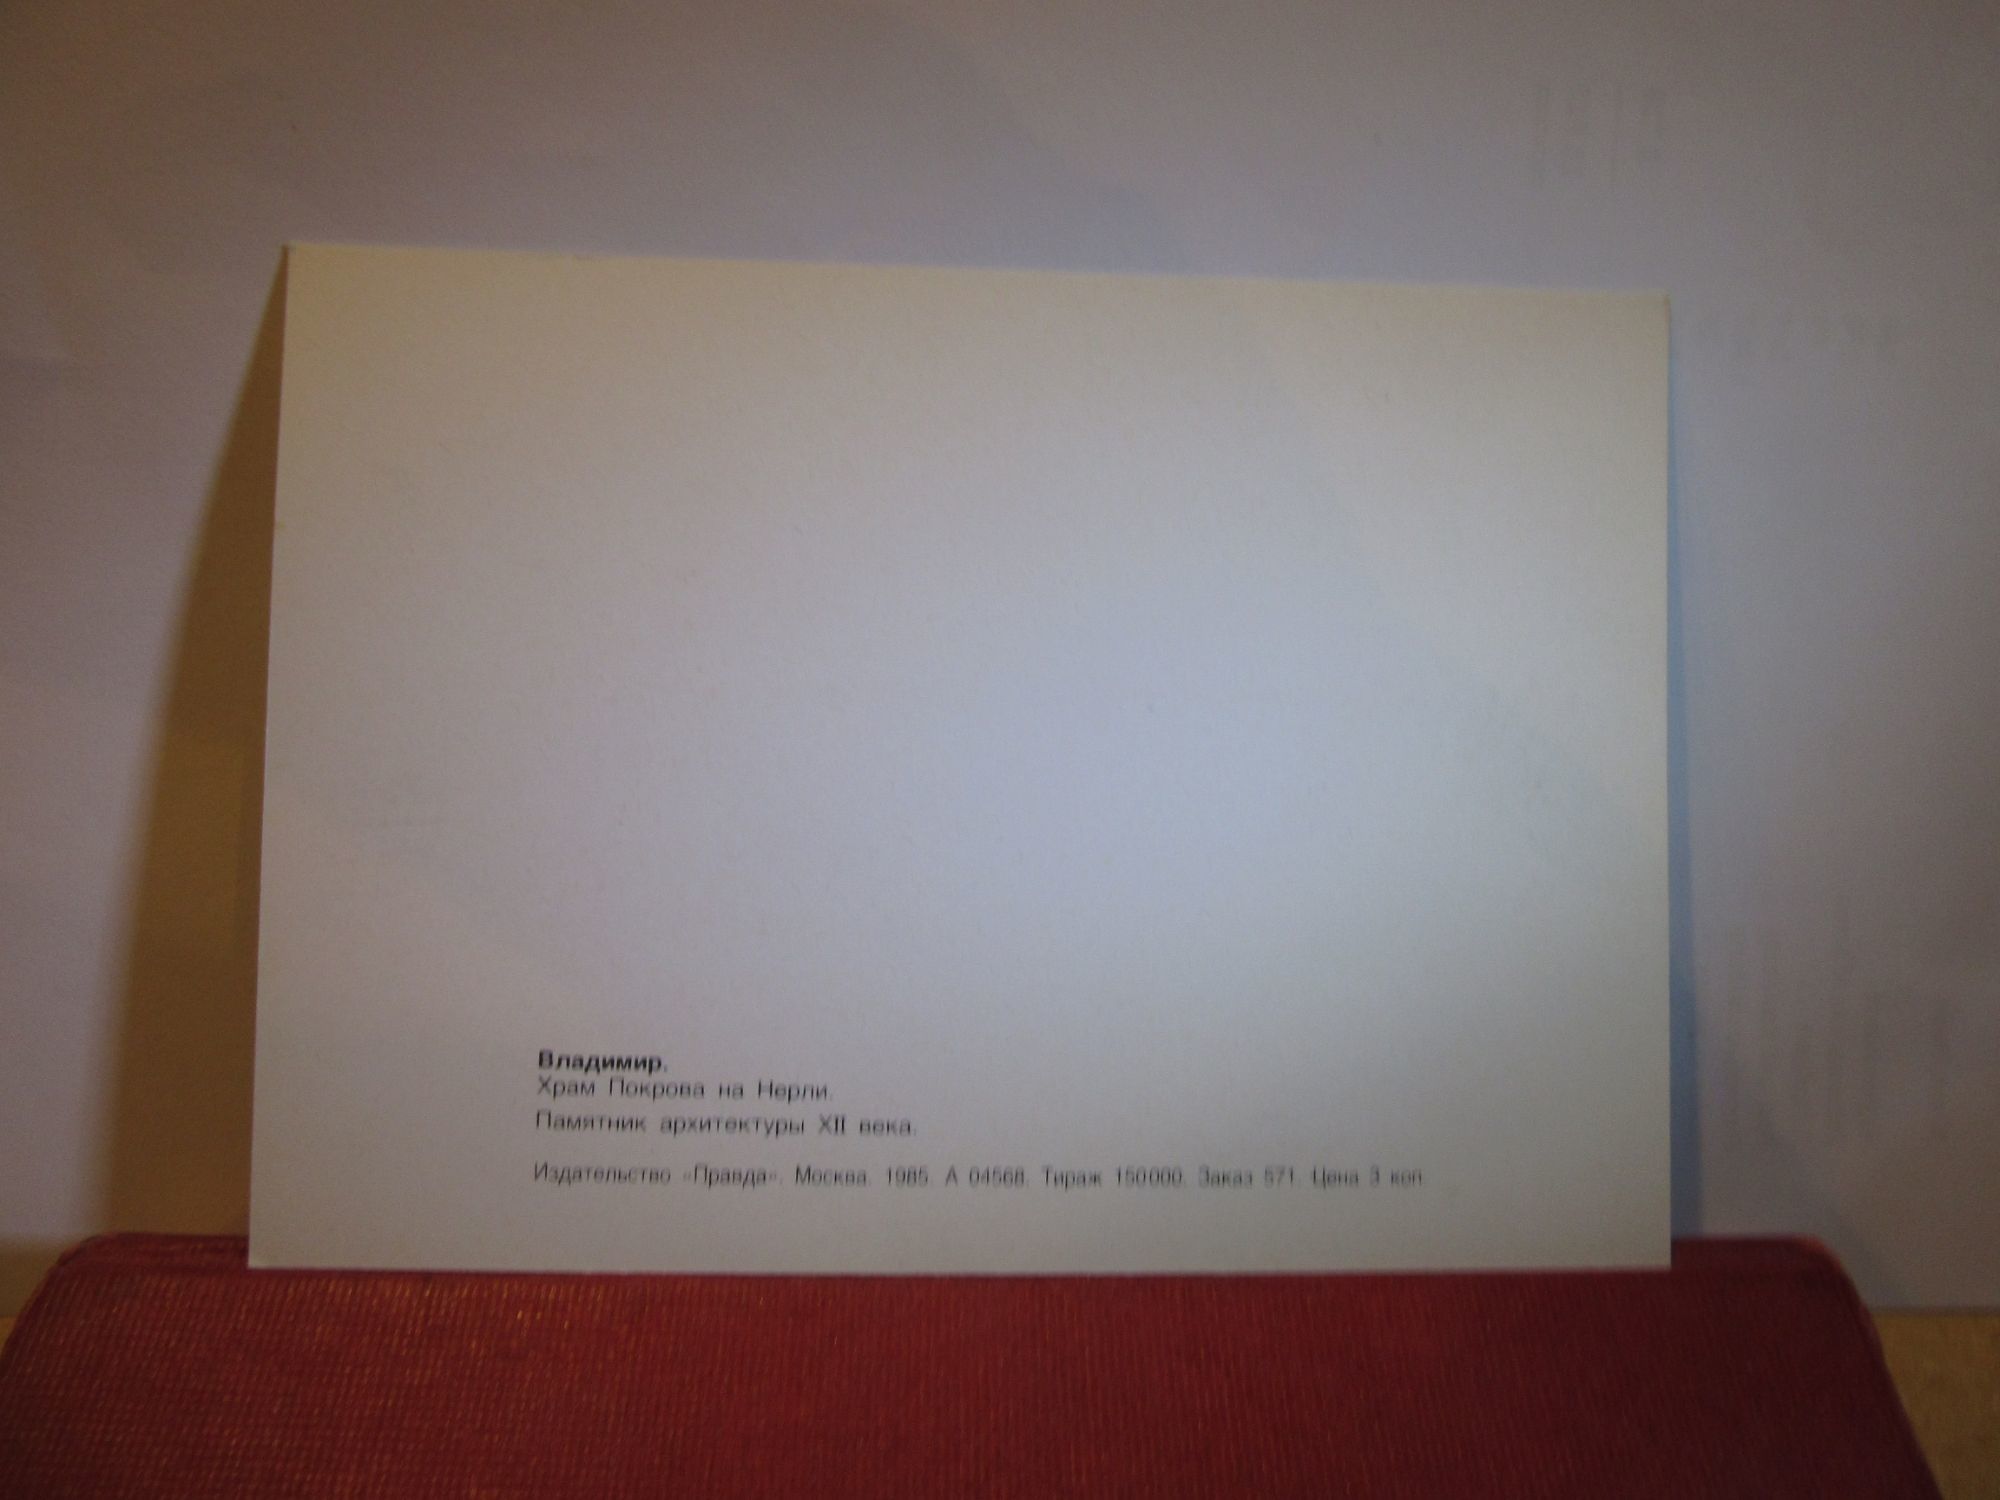 Владимир.
Храм Покрова на Нерли.
Памятник архитектуры XII века.
Издательство «Правда». Москва. 1985. А 04568. Тираж 150000. Заказ 571. Цена 3 коп.